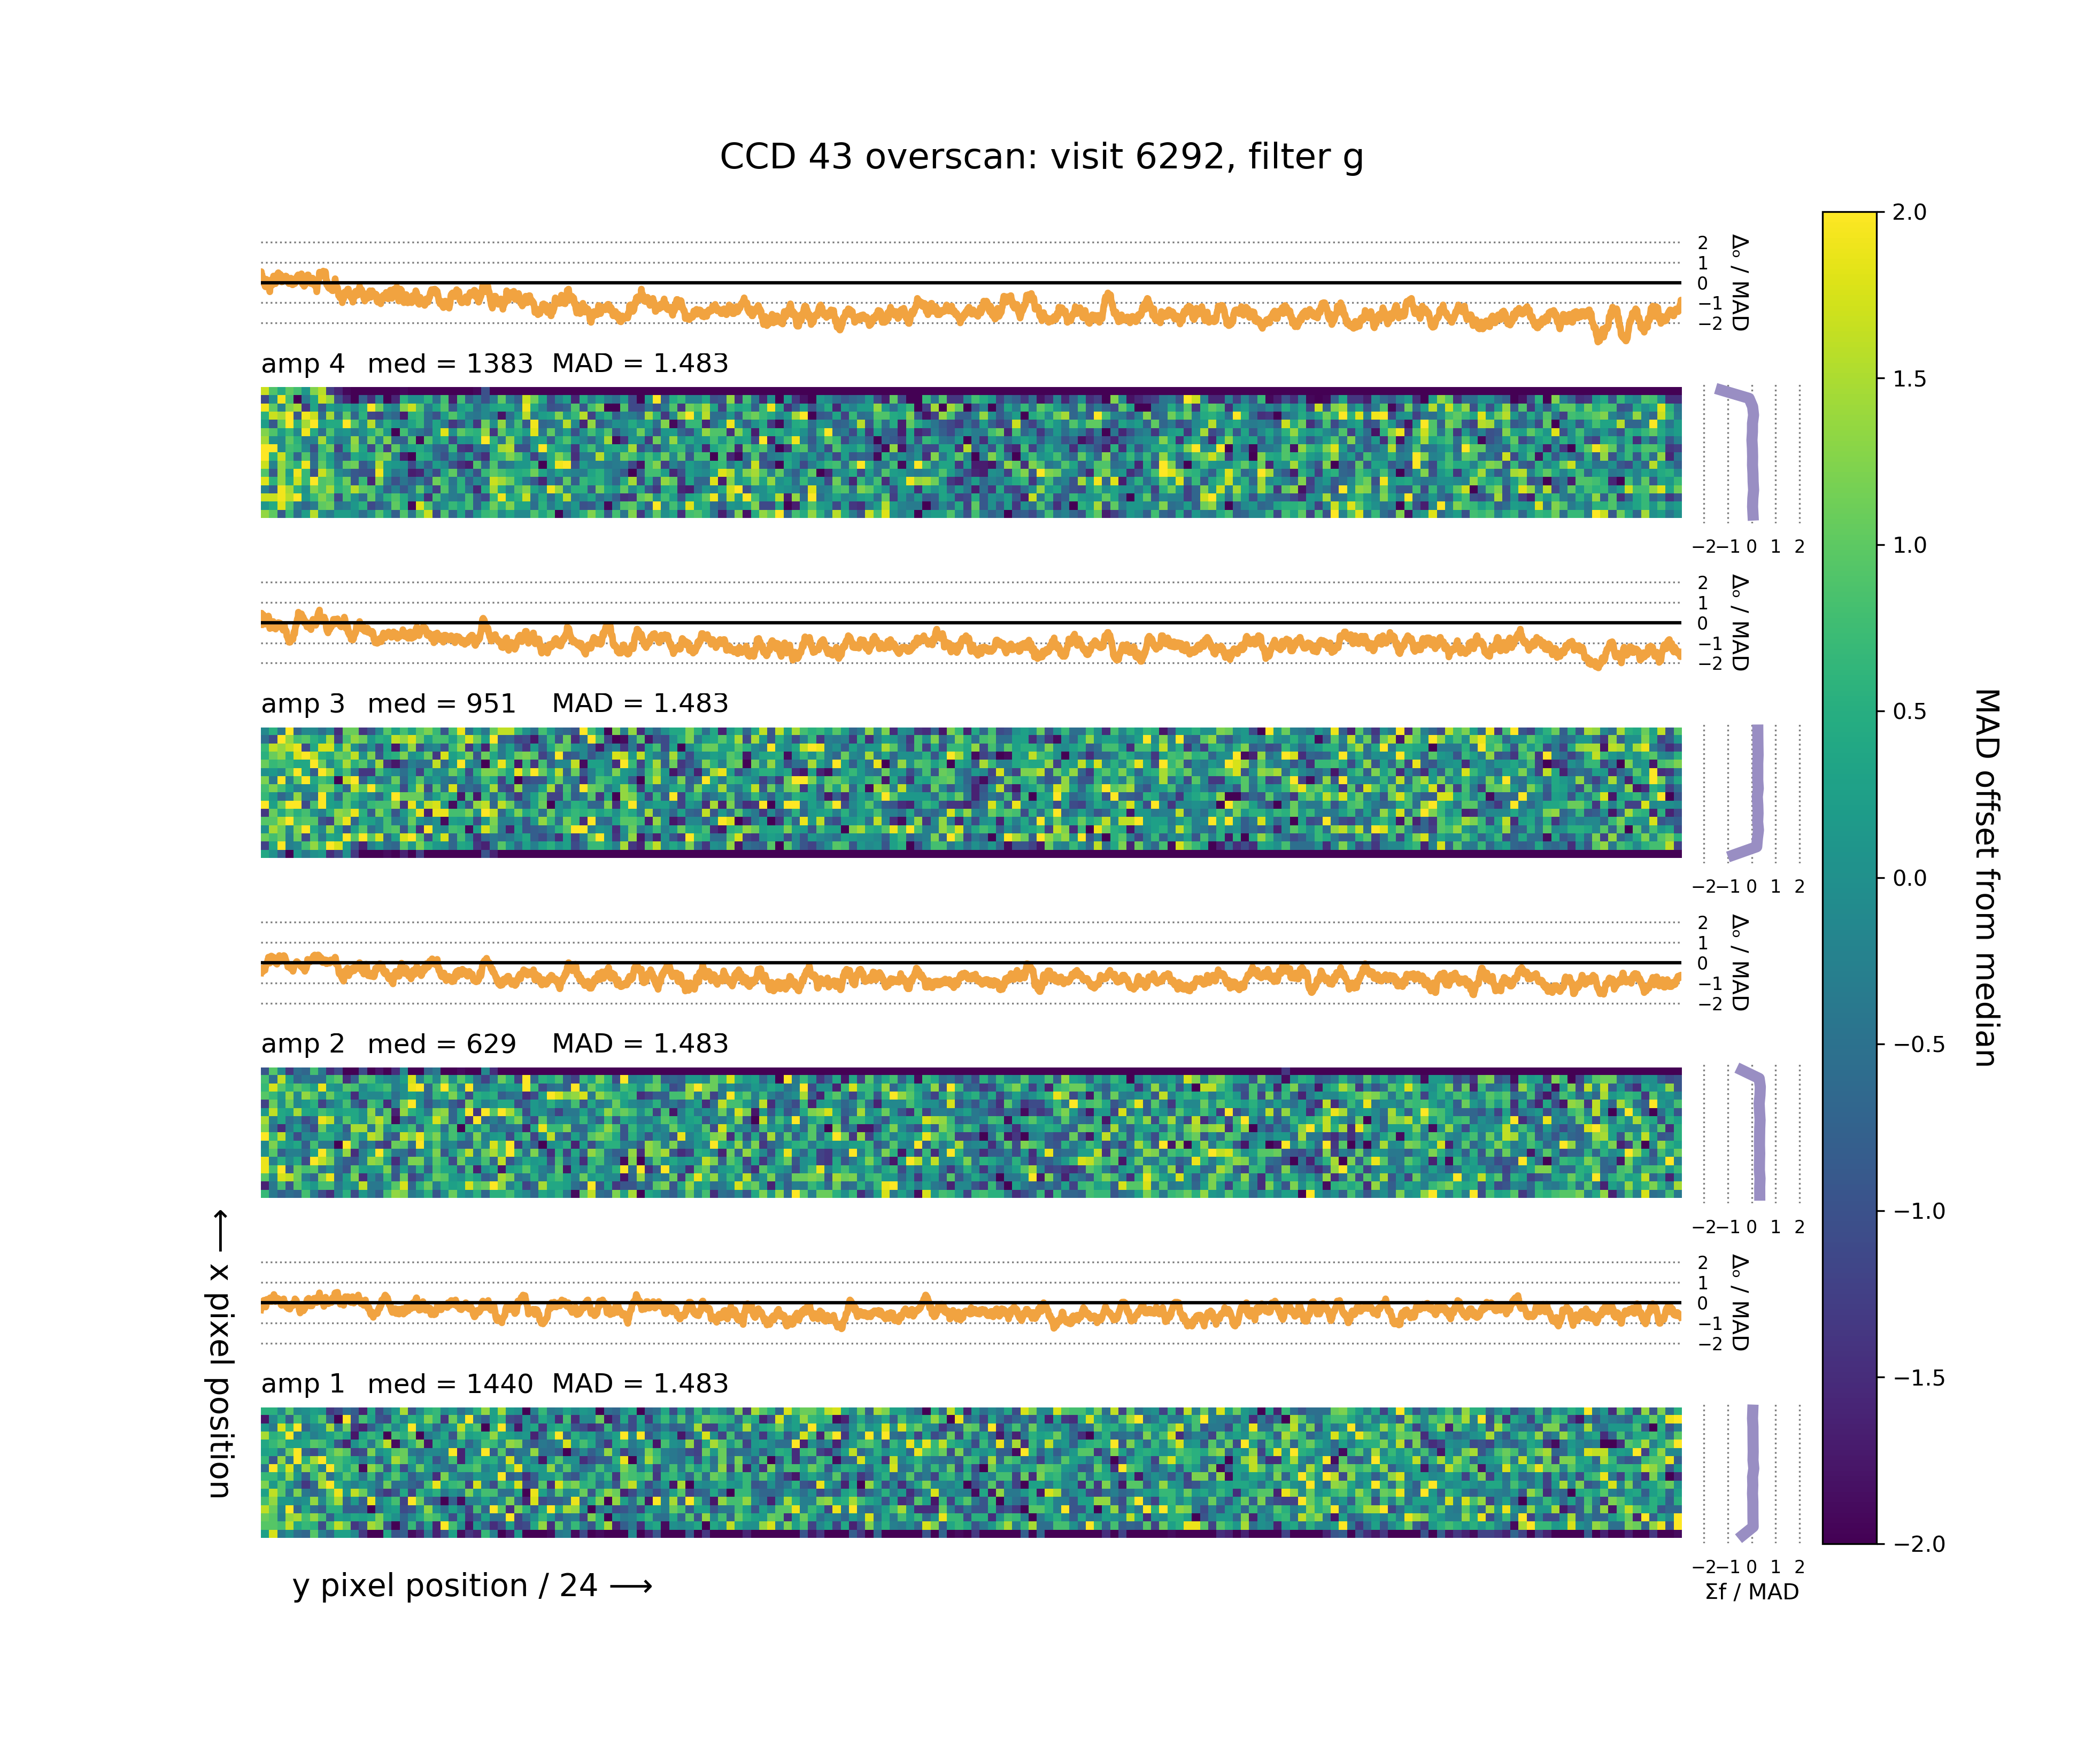 CCD 43 overscan: visit 6292, filter g
2
1
0
−1
−2
Δₒ / MAD
amp 4 med = 1383 MAD = 1.483
−2 −1 0 1 2
2
1
0
−1
−2
Δₒ / MAD
amp 3 med = 951 MAD = 1.483
−2 −1 0 1 2
2
1
0
−1
−2
Δₒ / MAD
amp 2 med = 629 MAD = 1.483
−2 −1 0 1 2
2
1
0
−1
−2
Δₒ / MAD
amp 1 med = 1440 MAD = 1.483
−2 −1 0 1 2
Σf / MAD
⟵ x pixel position
y pixel position / 24 ⟶
2.0
1.5
1.0
0.5
0.0
−0.5
−1.0
−1.5
−2.0
MAD offset from median